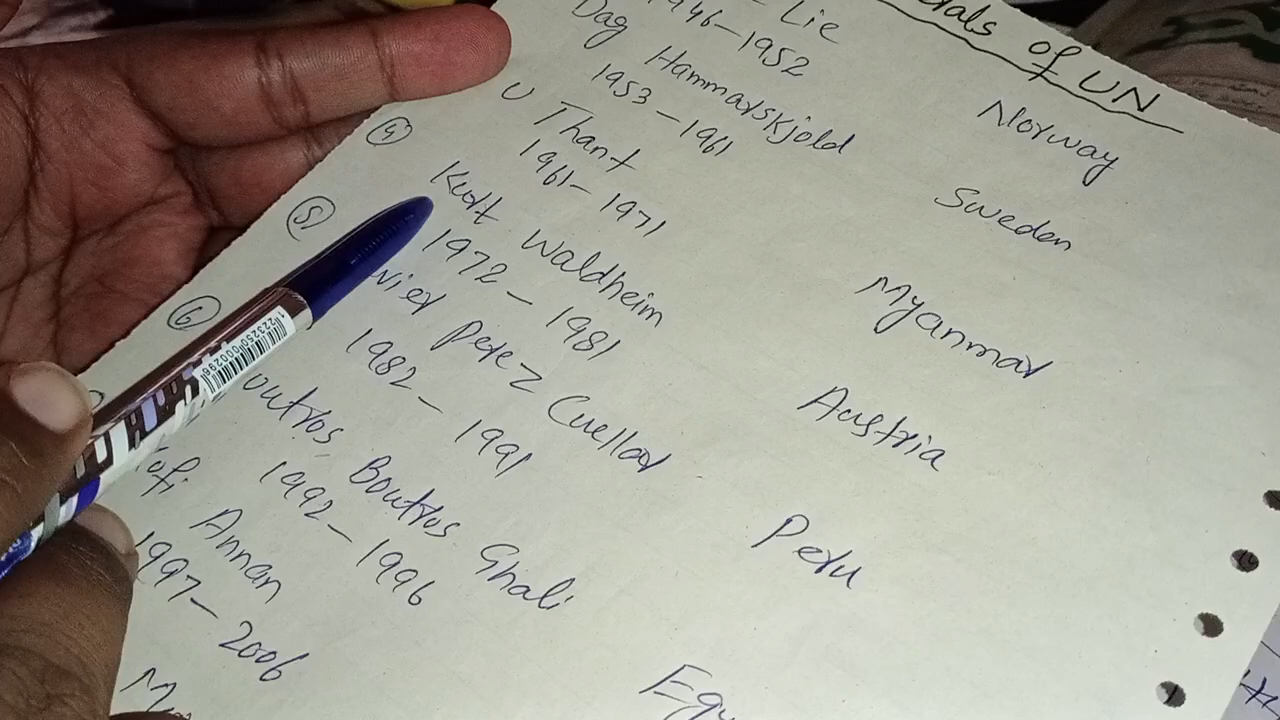 of UN
Lie
Norway
1946-1952
Dag Hammarskjold
Sweden
1953-1961
U Thant
Myanmar
1961-1971
4
Kurt Waldheim
Austria
1972-1981
5
Perez Cuellar
Peru
1982-1991
6
Boutros Ghali
1992-1996
Annan
1997-2006
1223250000296